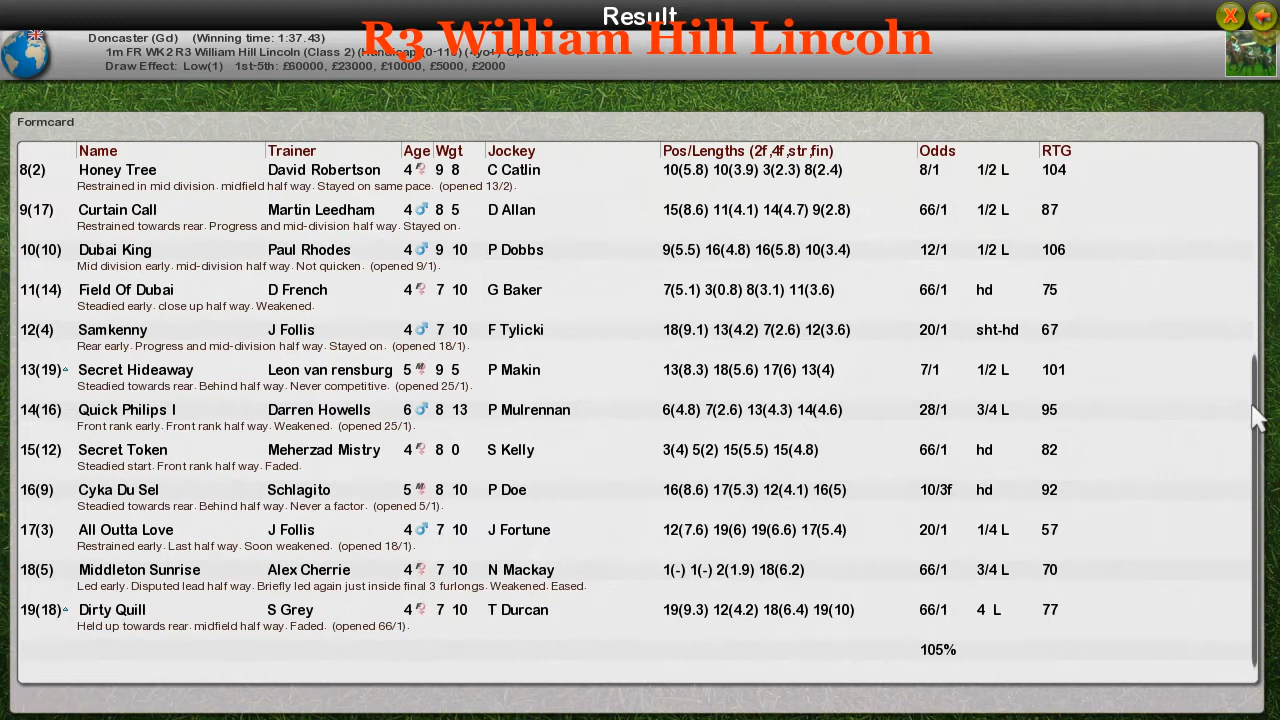 Result
R3 William Hill Lincoln
Doncaster (Gd) (Winning time: 1:37.43)
1m FR WK2 R3 William Hill Lincoln (Class 2) (Handicap) (0-110) (4yo+) Open
Draw Effect: Low(1) 1st-5th: £60000, £23000, £10000, £5000, £2000
X
Formcard
Name Trainer Age Wgt Jockey Pos/Lengths (2f,4f,str,fin) Odds RTG
8(2) Honey Tree David Robertson 4 9 8 C Catlin 10(5.8) 10(3.9) 3(2.3) 8(2.4) 8/1 1/2 L 104
Restrained in mid division. midfield half way. Stayed on same pace. (opened 13/2).
9(17) Curtain Call Martin Leedham 4 8 5 D Allan 15(8.6) 11(4.1) 14(4.7) 9(2.8) 66/1 1/2 L 87
Restrained towards rear. Progress and mid-division half way. Stayed on.
10(10) Dubai King Paul Rhodes 4 9 10 P Dobbs 9(5.5) 16(4.8) 16(5.8) 10(3.4) 12/1 1/2 L 106
Mid division early. mid-division half way. Not quicken. (opened 9/1).
11(14) Field Of Dubai D French 4 7 10 G Baker 7(5.1) 3(0.8) 8(3.1) 11(3.6) 66/1 hd 75
Steadied early. close up half way. Weakened.
12(4) Samkenny J Follis 4 7 10 F Tylicki 18(9.1) 13(4.2) 7(2.6) 12(3.6) 20/1 sht-hd 67
Rear early. Progress and mid-division half way. Stayed on. (opened 18/1).
13(19) Secret Hideaway Leon van rensburg 5 9 5 P Makin 13(8.3) 18(5.6) 17(6) 13(4) 7/1 1/2 L 101
Steadied towards rear. Behind half way. Never competitive. (opened 25/1).
14(16) Quick Philips I Darren Howells 6 8 13 P Mulrennan 6(4.8) 7(2.6) 13(4.3) 14(4.6) 28/1 3/4 L 95
Front rank early. Front rank half way. Weakened. (opened 25/1).
15(12) Secret Token Meherzad Mistry 4 8 0 S Kelly 3(4) 5(2) 15(5.5) 15(4.8) 66/1 hd 82
Steadied start. Front rank half way. Faded.
16(9) Cyka Du Sel Schlagito 5 8 10 P Doe 16(8.6) 17(5.3) 12(4.1) 16(5) 10/3f hd 92
Steadied towards rear. Behind half way. Never a factor. (opened 5/1).
17(3) All Outta Love J Follis 4 7 10 J Fortune 12(7.6) 19(6) 19(6.6) 17(5.4) 20/1 1/4 L 57
Restrained early. Last half way. Soon weakened. (opened 18/1).
18(5) Middleton Sunrise Alex Cherrie 4 7 10 N Mackay 1(-) 1(-) 2(1.9) 18(6.2) 66/1 3/4 L 70
Led early. Disputed lead half way. Briefly led again just inside final 3 furlongs. Weakened. Eased.
19(18) Dirty Quill S Grey 4 7 10 T Durcan 19(9.3) 12(4.2) 18(6.4) 19(10) 66/1 4 L 77
Held up towards rear. midfield half way. Faded. (opened 66/1).
105%